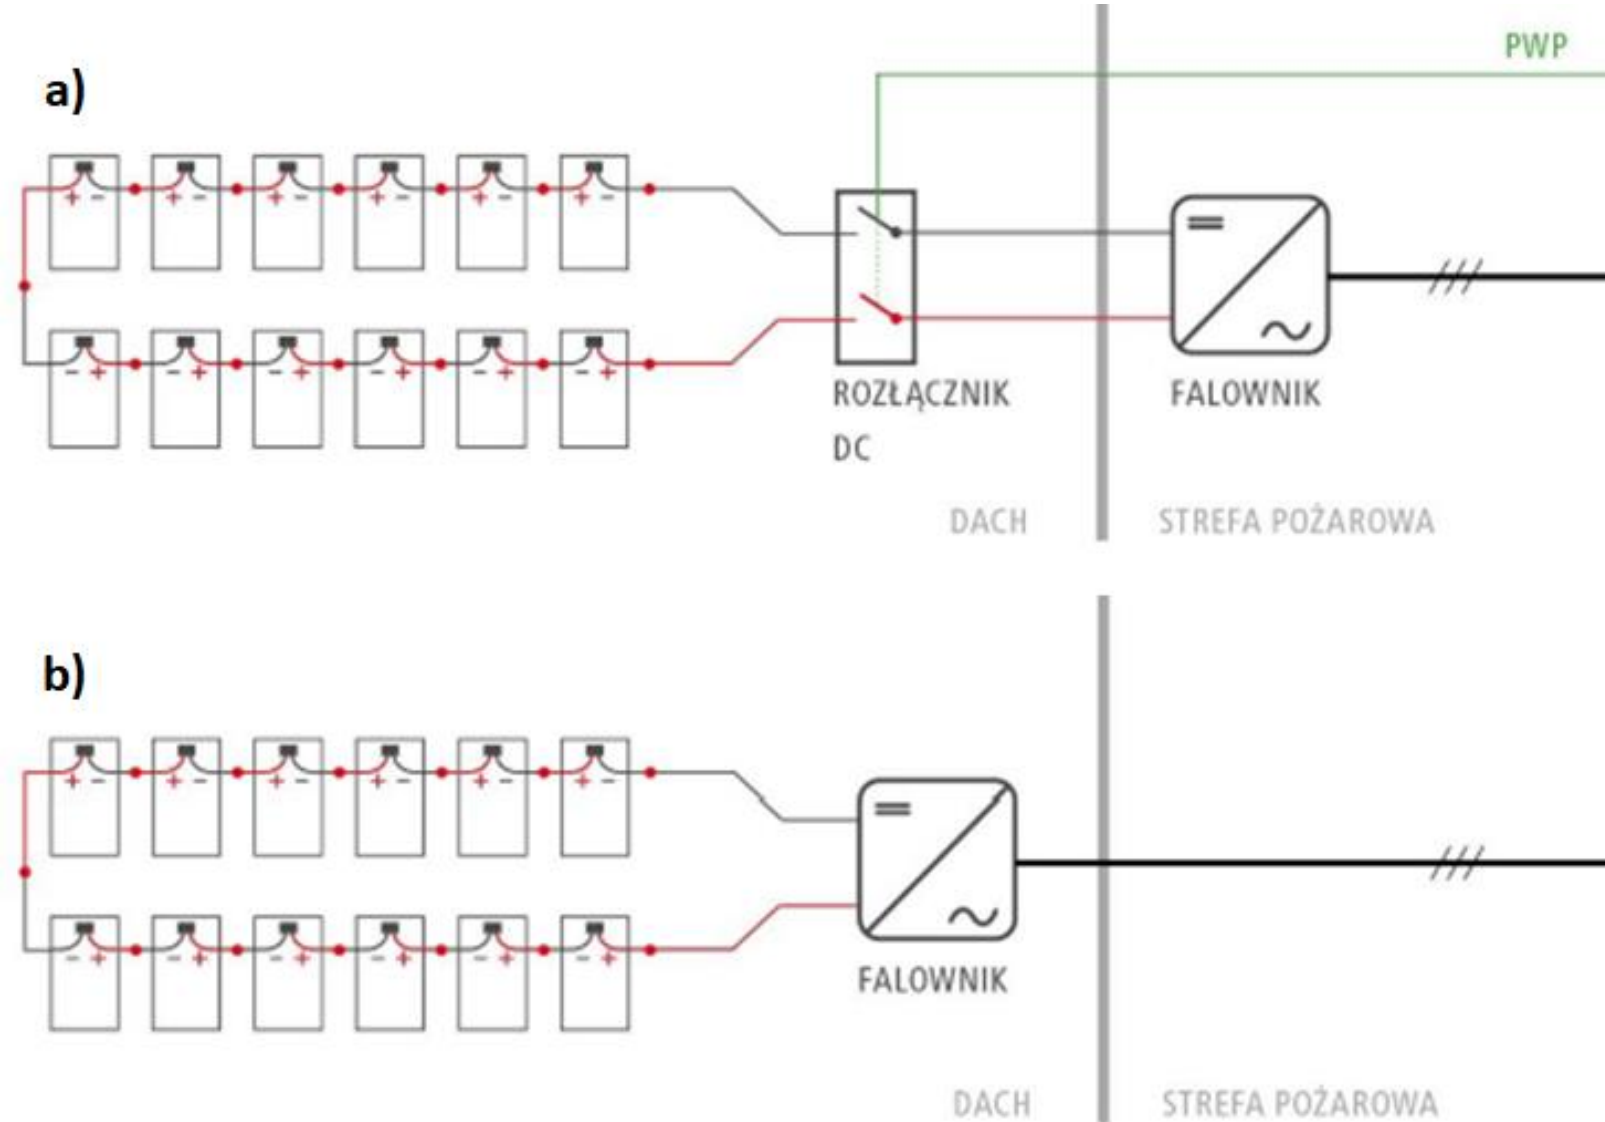 a)
PWP
+ - + - + - + - + - + -
- + - + - + - + - + - +
ROZŁĄCZNIK
DC
FALOWNIK
DACH
STREFA POŻAROWA
b)
+ - + - + - + - + - + -
- + - + - + - + - + - +
FALOWNIK
DACH
STREFA POŻAROWA